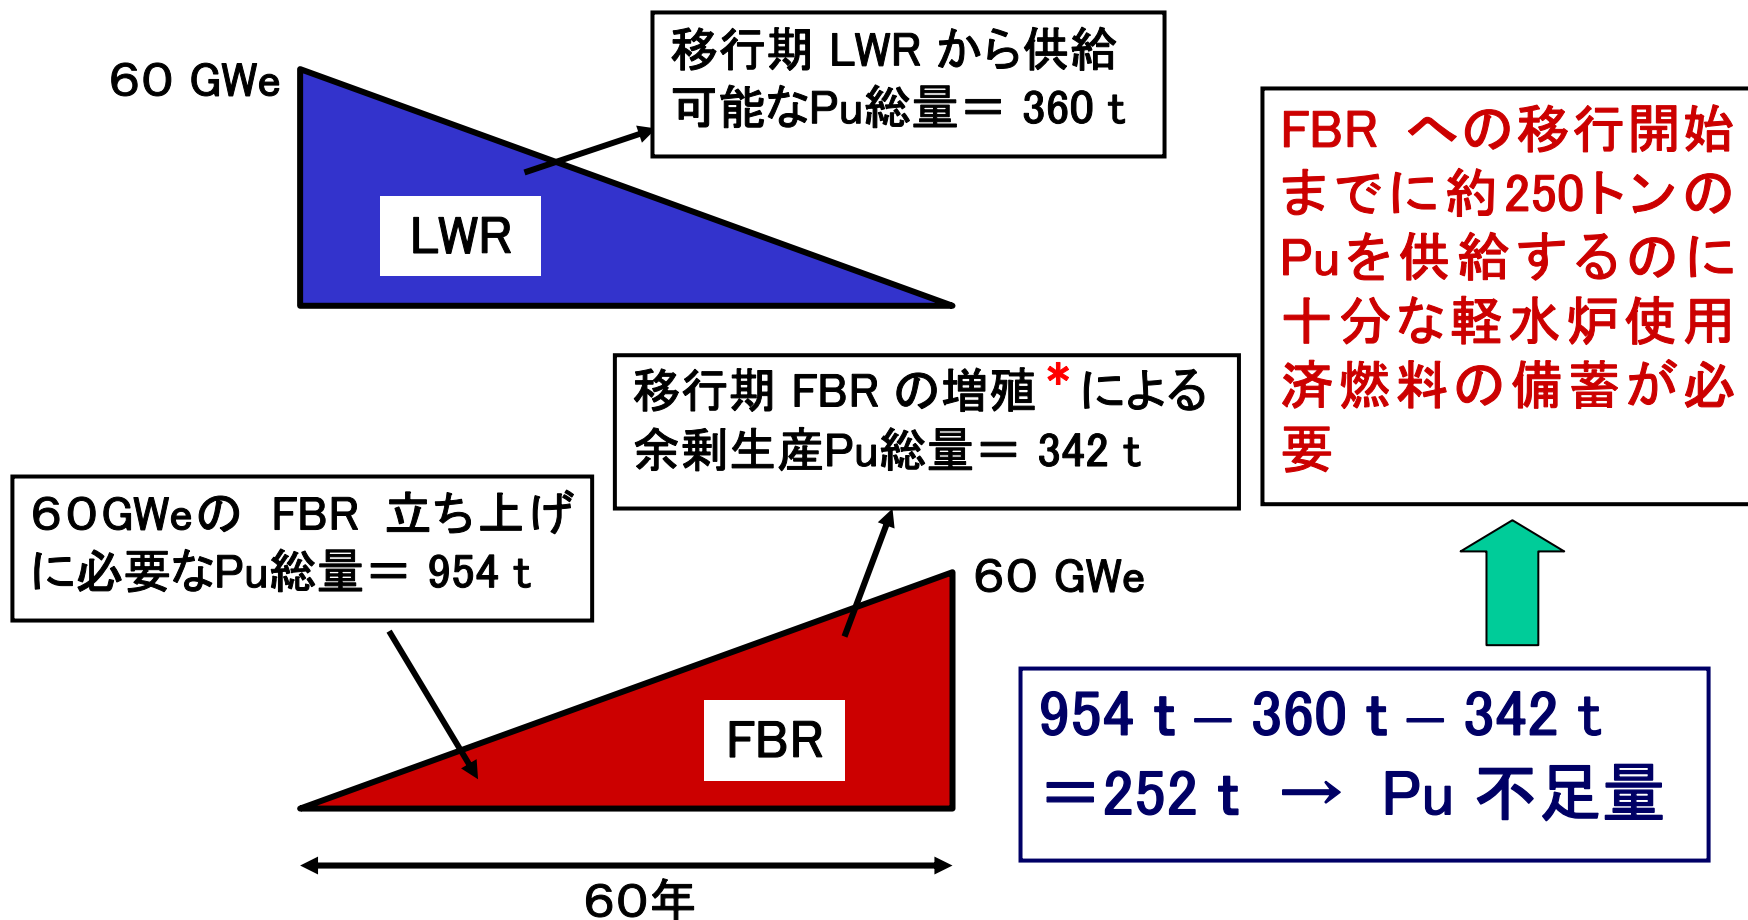 60 GWe
移行期 LWR から供給
可能なPu総量＝ 360 t
LWR
FBR への移行開始
までに約250トンの
Puを供給するのに
十分な軽水炉使用
済燃料の備蓄が必
要
移行期 FBR の増殖*による
余剰生産Pu総量＝ 342 t
60GWeの FBR 立ち上げ
に必要なPu総量＝ 954 t
60 GWe
FBR
954 t – 360 t – 342 t
＝252 t → Pu 不足量
60年